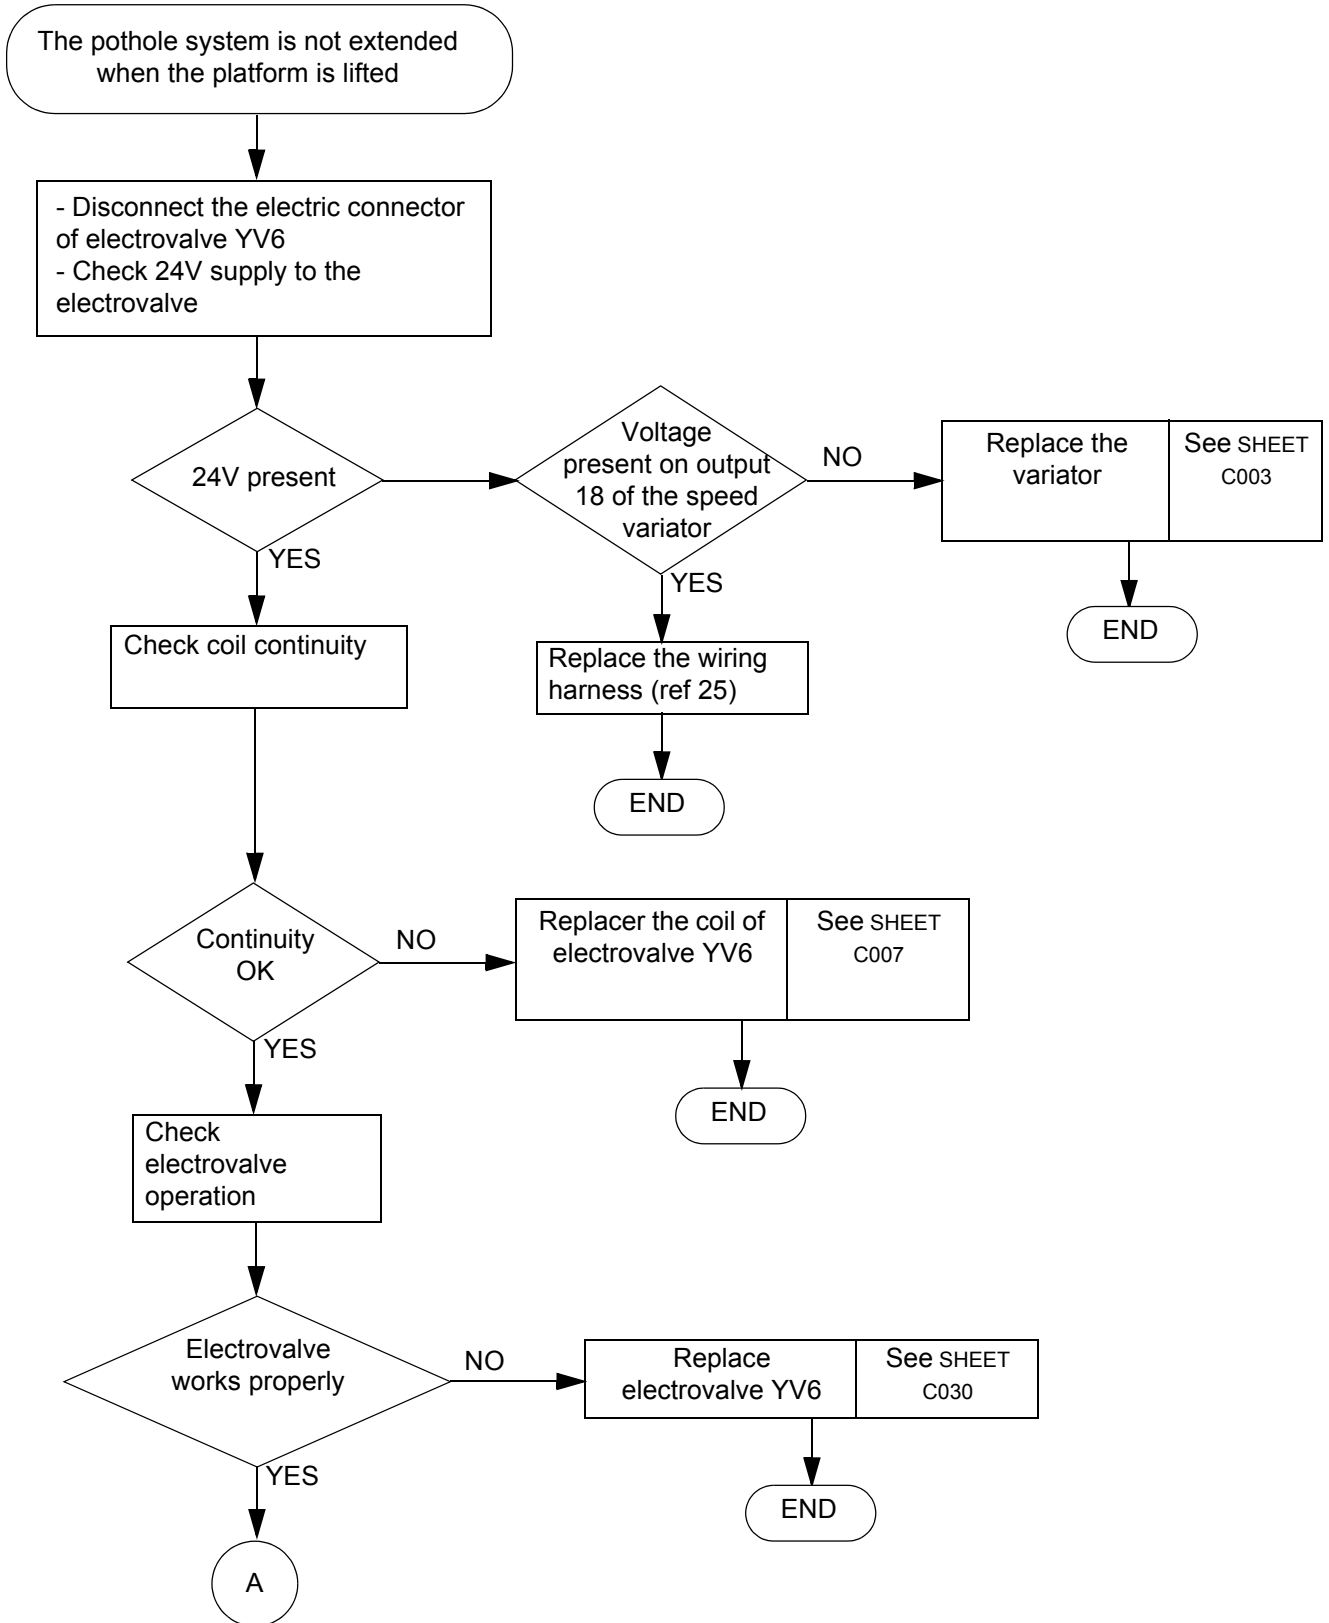 The pothole system is not extended
when the platform is lifted
- Disconnect the electric connector
of electrovalve YV6
- Check 24V supply to the
electrovalve
24V present
YES
Voltage
present on output
18 of the speed
variator
NO
Replace the
variator
See SHEET
C003
END
YES
Replace the wiring
harness (ref 25)
END
Check coil continuity
Continuity
OK
NO
Replacer the coil of
electrovalve YV6
See SHEET
C007
END
YES
Check
electrovalve
operation
Electrovalve
works properly
NO
Replace
electrovalve YV6
See SHEET
C030
END
YES
A